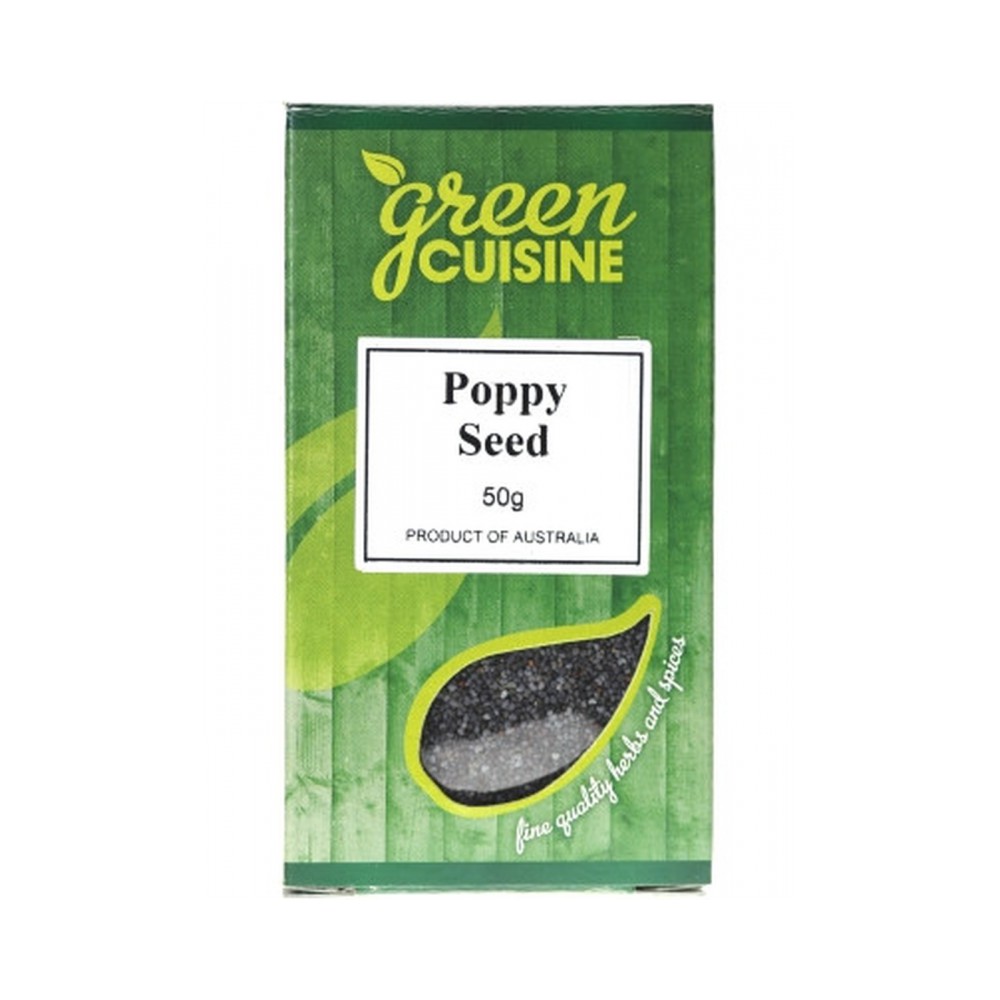 green
CUISINE
Poppy
Seed
50g
PRODUCT OF AUSTRALIA
fine quality herbs and spices